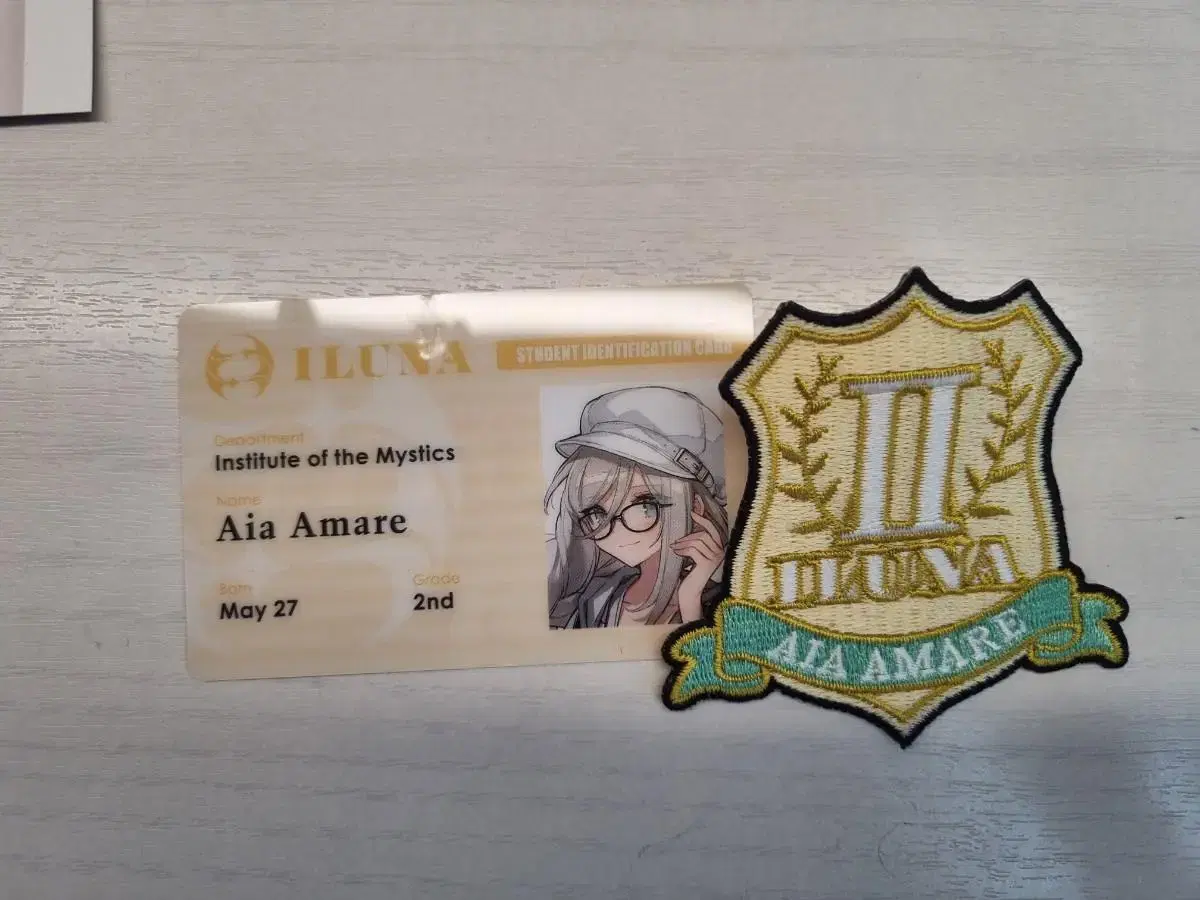 ILUNA
STUDENT IDENTIFICATION CARD
Department
Institute of the Mystics
Name
Aia Amare
Born
May 27
Grade
2nd
II
ILUNA
AIA AMARE